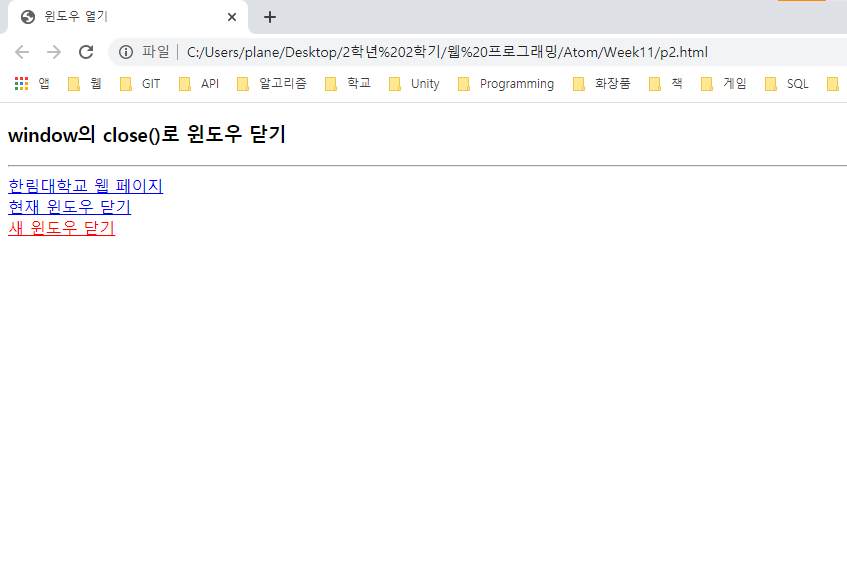 윈도우 열기
파일 C:/Users/plane/Desktop/2학년%202학기/웹%20프로그래밍/Atom/Week11/p2.html
앱 웹 GIT API 알고리즘 학교 Unity Programming 화장품 책 게임 SQL
window의 close()로 윈도우 닫기
한림대학교 웹 페이지
현재 윈도우 닫기
새 윈도우 닫기